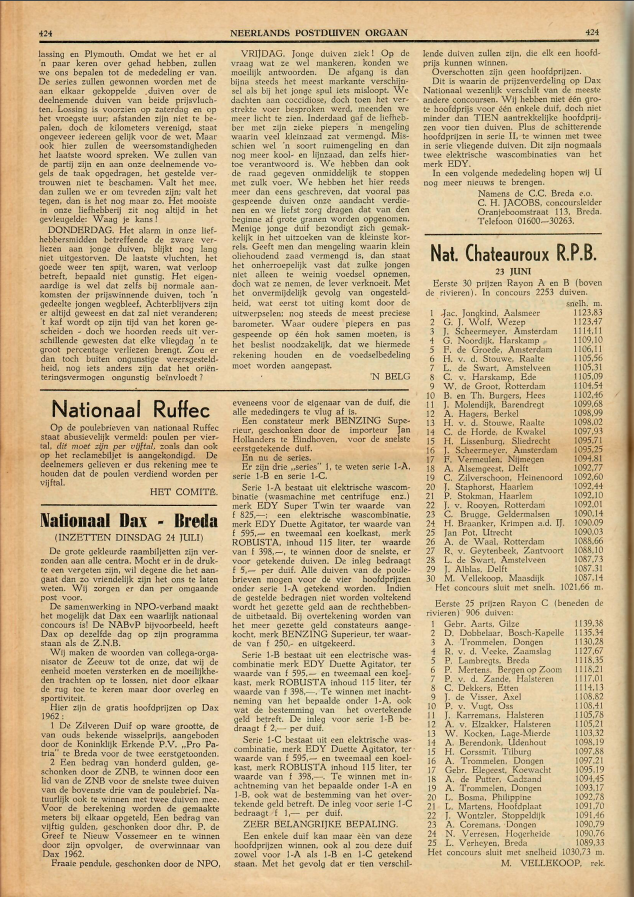 424
NEERLANDS POSTDUIVEN ORGAAN
424
lassing en Plymouth. Omdat we het er al
'n paar keren over gehad hebben, zullen
we ons bepalen tot de mededeling er van.
De series zullen gewonnen worden met de
aan elkaar gekoppelde duiven over de
deelnemende duiven van beide prijsvluch-
ten. Lossing is voorzien op zaterdag en op
het vroegste uur; afstanden zijn niet te be-
palen, doch de kilometers verenigd, staat
ongeveer iedereen gelijk voor de wet. Maar
ook hier zullen de weersomstandigheden
het laatste woord spreken. We zullen van
de partij zijn en aan onze deelnemende vo-
gels de taak opgedragen, het gestelde ver-
trouwen niet te beschamen. Valt het mee,
dan zullen we er om tevreden zijn; valt het
tegen, dan is het nog maar zo. Het mooiste
in onze liefhebberij zit nog altijd in het
gevleugelde: Waag je kans!
DONDERDAG. Het alarm in onze lief-
hebbersmidden betreffende de zware ver-
liezen aan jonge duiven, blijkt nog lang
niet uitgestorven. De laatste vluchten, het
goede weer ten spijt, waren, wat verloop
betreft, bepaald niet gunstig. Het eigen-
aardige is wel dat zelfs bij normale aan-
komsten der prijswinnende duiven, toch 'n
gedeelte jongen wegbleef. Achterblijvers zijn
er altijd geweest en dat zal niet veranderen;
't kaf wordt op zijn tijd van het koren ge-
scheiden - doch we hoorden reeds uit ver-
schillende gewesten dat elke vliegdag 'n te
groot percentage verliezen brengt. Zou er
dan toch buiten ongunstige weersgesteld-
heid, nog iets anders zijn dat het oriën-
teringsvermogen ongunstig beïnvloedt?
VRIJDAG. Jonge duiven ziek! Op de
vraag wat ze wel mankeren, konden we
moeilijk antwoorden. De afgang is dan
bijna steeds het meest markante verschijn-
sel als bij het jonge spul iets misloopt. We
dachten aan coccidiose, doch toen het ver-
strekte voer besproken werd, meenden we
meer licht te zien. Inderdaad gaf de liefheb-
ber met zijn zieke piepers 'n mengeling
waarin veel kleinzaad zat vermengd. Mis-
schien wel 'n soort ruimengeling en dan
nog meer kool- en lijnzaad, dan zelfs hier-
toe verantwoord is. We hebben dan ook
de raad gegeven onmiddellijk te stoppen
met zulk voer. We hebben het hier reeds
meer dan eens geschreven, dat vooral pas
gespeende duiven onze aandacht verdie-
nen en we liefst zorg dragen dat van den
beginne af grote granen worden opgenomen.
Menige jonge duif bezondigt zich gemak-
kelijk in het uitzoeken van de kleinste kor-
rels. Geeft men dan mengeling waarin klein
oliehoudend zaad vermengd is, dan staat
het onherroepelijk vast dat zulke jonge
niet alleen te weinig voedsel opnemen,
doch wat ze nemen, de lever verkooit. Met
het onvermijdelijk gevolg van ongesteld-
heid, wat eerst tot uiting komt door de
uitwerpselen; nog steeds de meest preciese
barometer. Waar oudere piepers en pas
gespeende op één hok samen moeten, is
het beslist noodzakelijk, dat we hiermede
rekening houden en de voedselbedeling
moet worden aangepast.
'N BELG
Nationaal Ruffec
Op de poulebrieven van nationaal Ruffec
staat abusievelijk vermeld: poulen per vier-
tal, dit moet zijn per vijftal, zoals dan ook
op het reclamebiljet is aangekondigd. De
deelnemers gelieven er dus rekening mee te
houden dat de poulen verdiend worden per
vijftal.
HET COMITÉ.
Nationaal Dax - Breda
(INZETTEN DINSDAG 24 JULI)
De grote gekleurde raambiljetten zijn ver-
zonden aan alle centra. Mocht er in de druk-
te een vergeten zijn, wil degene die het aan-
gaat dan zo vriendelijk zijn het ons te laten
weten. Wij zorgen er dan per omgaande
post voor.
De samenwerking in NPO-verband maakt
het mogelijk dat Dax een waarlijk nationaal
concours is! De NABvP bijvoorbeeld, heeft
Dax op dezelfde dag op zijn programma
staan als de Z.N.B.
Wij maken de woorden van collega-orga-
nisator de Zeeuw tot de onze, dat wij de
eenheid moeten versterken en de moeilijkhe-
den trachten op te lossen, niet door elkaar
de rug toe te keren maar door overleg en
sportiviteit.
Hier zijn de gratis hoofdprijzen op Dax
1962:
1 De Zilveren Duif op ware grootte, de
van ouds bekende wisselprijs, aangeboden
door de Koninklijk Erkende P.V. „Pro Pa-
tria" te Breda voor de twee eerstgetoonden.
2 Een bedrag van honderd gulden, ge-
schonken door de ZNB, te winnen door een
lid van de ZNB voor de snelste twee duiven
van de bovenste drie van de poulebrief. Na-
tuurlijk ook te winnen met twee duiven mee.
Voor de berekening worden de gemaakte
meters bij elkaar opgeteld. Een bedrag van
vijftig gulden, geschonken door dhr. P. de
Greef te Nieuw Vossemeer en te winnen
door zijn opvolger, de overwinnaar van
Dax 1962.
Fraaie pendule, geschonken door de NPO,
eveneens voor de eigenaar van de duif, die
alle mededingers te vlug af is.
Een constateur merk BENZING Supe-
rieur, geschonken door de importeur Jan
Hollanders te Eindhoven, voor de snelste
eerstgetekende duif.
En nu de series.
Er zijn drie „series" 1, te weten serie 1-A,
serie 1-B en serie 1-C.
Serie 1-A bestaat uit elektrische wascom-
binatie (wasmachine met centrifuge enz.)
merk EDY Super Twin ter waarde van
f 825,—; een elektrische wascombinatie,
merk EDY Duette Agitator, ter waarde van
f 595,— en tweemaal een koelkast, merk
ROBUSTA, inhoud 115 liter, ter waarde
van f 398,—, te winnen door de snelste, er
voor getekende duiven. De inleg bedraagt
f 5,— per duif. Alle duiven van de poule-
brieven mogen voor de vier hoofdprijzen
onder serie 1-A getekend worden. Indien
de gestelde bedragen niet worden voltekend
wordt het gezette geld aan de rechthebben-
de uitbetaald. Bij overtekening worden van
het meer gezette geld constateurs aange-
kocht, merk BENZING Superieur, ter waar-
de van f 250,- en uitgekeerd.
Serie 1-B bestaat uit een elektrische was-
combinatie merk EDY Duette Agitator, ter
waarde van f 595,— en tweemaal een koel-
kast, merk ROBUSTA inhoud 115 liter, ter
waarde van f 398,—. Te winnen met inacht-
neming van het bepaalde onder 1-A, ook
wat de bestemming van het overtekende
geld betreft. De inleg voor serie 1-B be-
draagt f 2,— per duif.
Serie 1-C bestaat uit een elektrische was-
combinatie, merk EDY Duette Agitator, ter
waarde van f 595,— en tweemaal een koel-
kast, merk ROBUSTA inhoud 115 liter, ter
waarde van f 398,—. Te winnen met in-
achtneming van het bepaalde onder 1-A en
1-B, ook wat de bestemming van het over-
tekende geld betreft. De inleg voor serie 1-C
bedraagt f 1,— per duif.
ZEER BELANGRIJKE BEPALING.
Een enkele duif kan maar één van deze
hoofdprijzen winnen, ook al zou deze duif
zowel voor 1-A als 1-B en 1-C getekend
staan. Met het gevolg dat er tien verschil-
lende duiven zullen zijn, die elk een hoofd-
prijs kunnen winnen.
Overschotten zijn geen hoofdprijzen.
Dit is waarin de prijzenverdeling op Dax
Nationaal wezenlijk verschilt van de meeste
andere concoursen. Wij hebben niet één gro-
te hoofdprijs voor één enkele duif, doch niet
minder dan TIEN aantrekkelijke hoofdprij-
zen voor tien duiven. Plus de schitterende
hoofdprijzen in serie II, te winnen met twee
in serie vliegende duiven. Dit zijn nogmaals
twee elektrische wascombinaties van het
merk EDY.
In een volgende mededeling hopen wij U
nog meer nieuws te brengen.
Namens de C.C. Breda e.o.
C. H. JACOBS, concoursleider
Oranjeboomstraat 113, Breda.
Telefoon 01600—30263.
Nat. Chateauroux R.P.B.
23 JUNI
Eerste 30 prijzen Rayon A en B (boven
de rivieren). In concours 2253 duiven.
snelh. m.
1 Jac. Jongkind, Aalsmeer 1123,83
2 G. J. Wolf, Wezep 1123,47
3 J. Scheermeyer, Amsterdam 1114,11
4 G. Noordijk, Harskamp 1109,10
5 F. de Groede, Amsterdam 1106,11
6 H. v. d. Stouwe, Raalte 1105,56
7 L. de Swart, Amstelveen 1105,31
8 C. v. Harskamp, Ede 1105,09
9 W. de Groot, Rotterdam 1104,54
10 B. en Th. Burgers, Hees 1102,46
11 J. Molendijk, Barendregt 1099,68
12 A. Hagers, Berkel 1098,99
13 H. v. d. Stouwe, Raalte 1098,02
14 C. de Horde, de Kwakel 1097,93
15 H. Lissenburg, Sliedrecht 1095,71
16 J. Scheermeyer, Amsterdam 1095,25
17 F. Vermeulen, Nijmegen 1094,81
18 A. Alsemgeest, Delft 1092,77
19 C. Zilverschoon, Heinenoord 1092,60
20 J. Staphorst, Haarlem 1092,44
21 P. Stokman, Haarlem 1092,10
22 J. v. Rooyen, Rotterdam 1092,01
23 C. Brugge, Geldermalsen 1090,14
24 H. Braanker, Krimpen a.d. IJ. 1090,09
25 Jan Pot, Utrecht 1090,03
26 A. de Waal, Rotterdam 1088,66
27 R. v. Geytenbeek, Zantvoort 1088,10
28 L. de Swart, Amstelveen 1087,73
29 J. Alblas, Delft 1087,31
30 M. Vellekoop, Maasdijk 1087,14
Het concours sluit met snelh. 1021,66 m.
Eerste 25 prijzen Rayon C (beneden de
rivieren) 906 duiven:
1 Gebr. Aarts, Gilze 1139,38
2 D. Dobbelaar, Bosch-Kapelle 1135,34
3 A. Trommelen, Dongen 1130,28
4 R. v. d. Veeke, Zaamslag 1127,67
5 P. Lambregts, Breda 1118,35
6 P. Mertens, Bergen op Zoom 1118,21
7 P. v. d. Zande, Halsteren 1117,01
8 C. Dekkers, Etten 1114,13
9 J. de Visser, Axel 1108,82
10 P. v. Vugt, Oss 1108,41
11 J. Karremans, Halsteren 1105,78
12 A. v. Elzakker, Halsteren 1105,21
13 W. Kocken, Lage-Mierde 1103,32
14 A. Berendonk, Udenhout 1098,19
15 H. Corssmit, Tilburg 1097,88
16 A. Trommelen, Dongen 1097,21
17 Gebr. Elegeest, Koewacht 1095,19
18 A. de Putter, Cadzand 1094,45
19 A. Trommelen, Dongen 1093,17
20 L. Bosma, Philippine 1092,78
21 L. Martens, Hoofdplaat 1091,70
22 J. Wontzler, Stoppeldijk 1091,46
23 A. Coremans, Dongen 1090,79
24 N. Verresen, Hogerheide 1090,76
25 L. Verheyen, Breda 1089,33
Het concours sluit met snelheid 1030,73 m.
M. VELLEKOOP, rek.